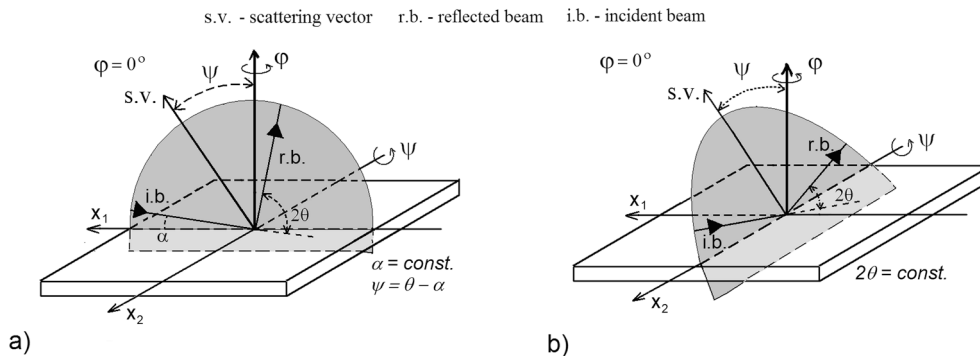 s.v. - scattering vector r.b. - reflected beam i.b. - incident beam
φ = 0°
ψ
φ
s.v.
ψ
r.b.
i.b.
2θ
x1
α
α = const.
ψ = θ − α
x2
a)
φ = 0°
ψ
φ
s.v.
ψ
r.b.
2θ
x1
i.b.
2θ = const.
x2
b)